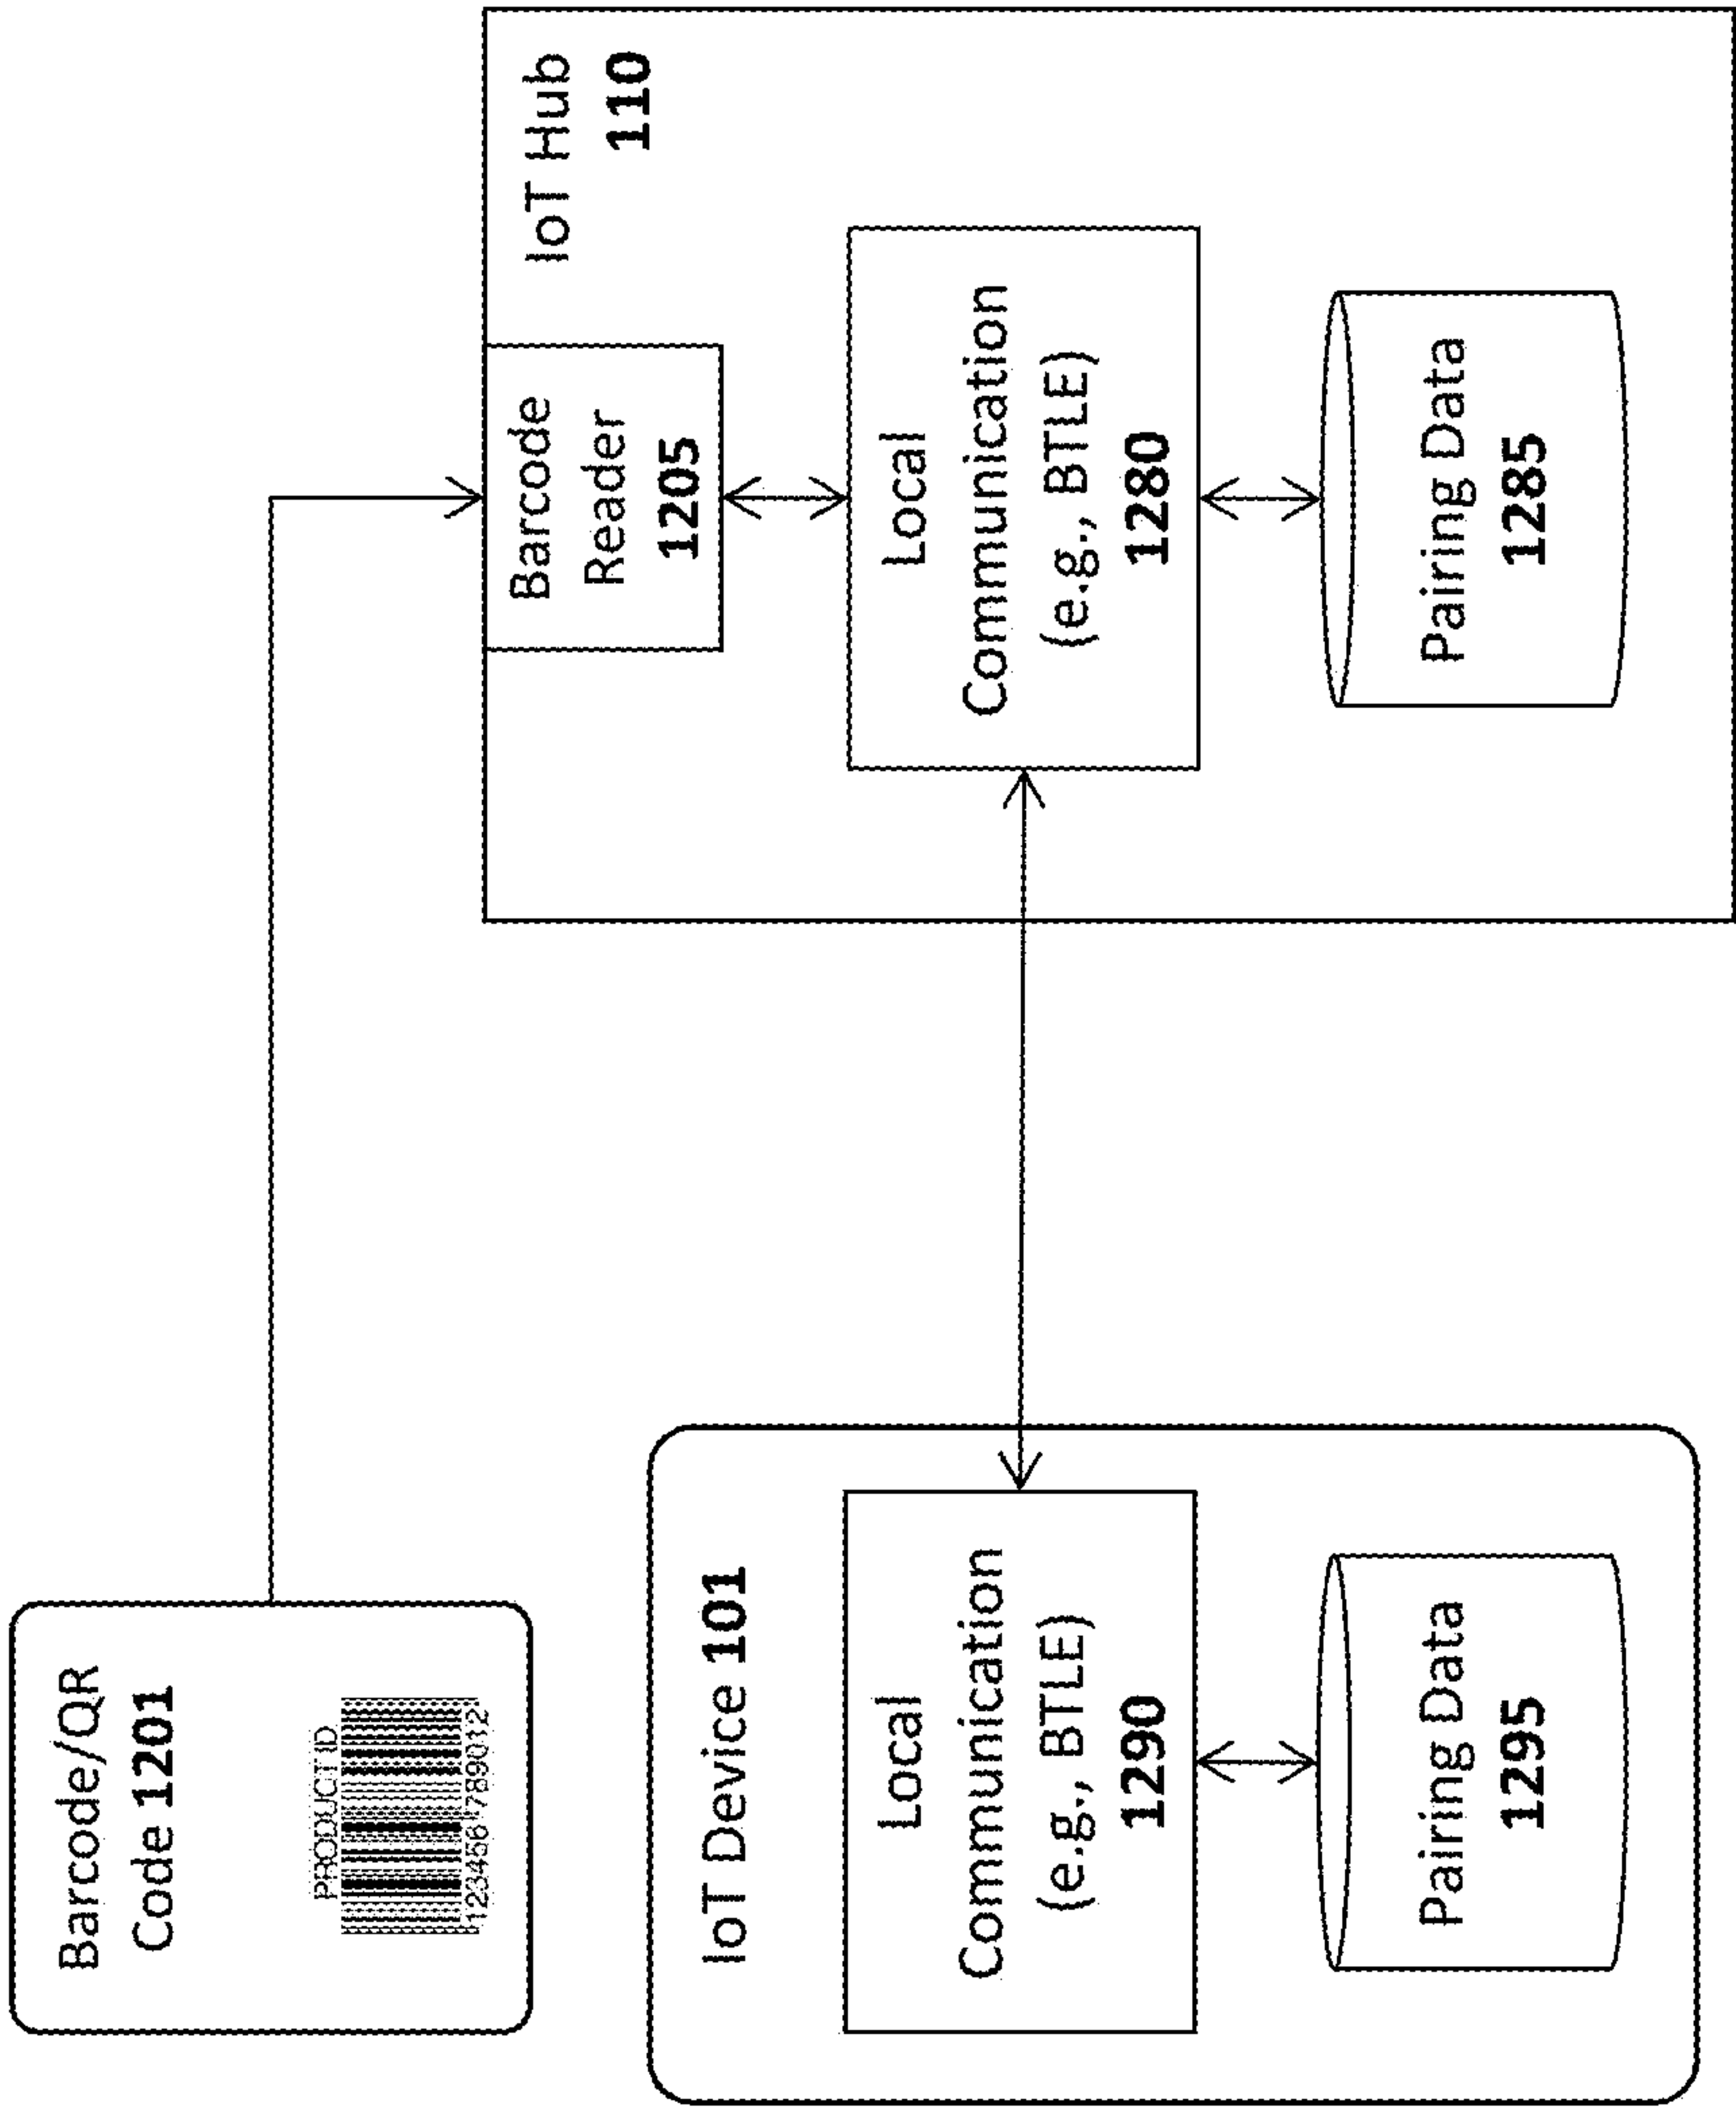 Barcode/QR
Code 1201
PRODUCT ID
123456 789012
IoT Hub
110
Barcode
Reader
1205
IoT Device 101
Local
Communication
(e.g., BTLE)
1290
Local
Communication
(e.g., BTLE)
1280
Pairing Data
1295
Pairing Data
1285